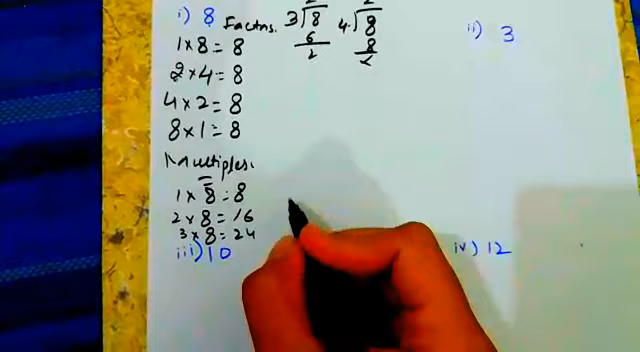 i) 8 Factors.
1 × 8 = 8
2 × 4 = 8
4 × 2 = 8
8 × 1 = 8
3 8
6
2
4 8
8
Multiples.
1 × 8 = 8
2 × 8 = 16
3 × 8 = 24
ii) 3
iii) 10
iv) 12